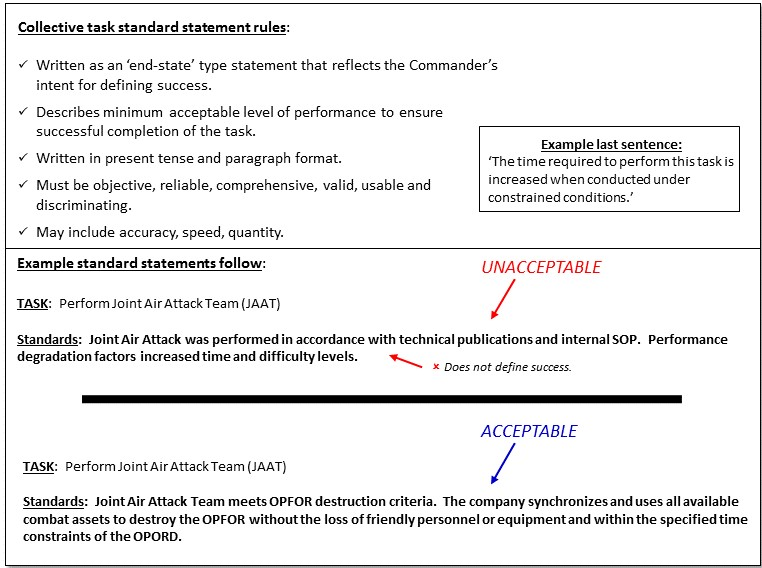 Collective task standard statement rules:
✓ Written as an ‘end-state’ type statement that reflects the Commander’s
intent for defining success.
✓ Describes minimum acceptable level of performance to ensure
successful completion of the task.
✓ Written in present tense and paragraph format.
✓ Must be objective, reliable, comprehensive, valid, usable and
discriminating.
✓ May include accuracy, speed, quantity.
Example last sentence:
‘The time required to perform this task is
increased when conducted under
constrained conditions.’
Example standard statements follow:
UNACCEPTABLE
TASK: Perform Joint Air Attack Team (JAAT)
Standards: Joint Air Attack was performed in accordance with technical publications and internal SOP. Performance
degradation factors increased time and difficulty levels.
× Does not define success.
ACCEPTABLE
TASK: Perform Joint Air Attack Team (JAAT)
Standards: Joint Air Attack Team meets OPFOR destruction criteria. The company synchronizes and uses all available
combat assets to destroy the OPFOR without the loss of friendly personnel or equipment and within the specified time
constraints of the OPORD.